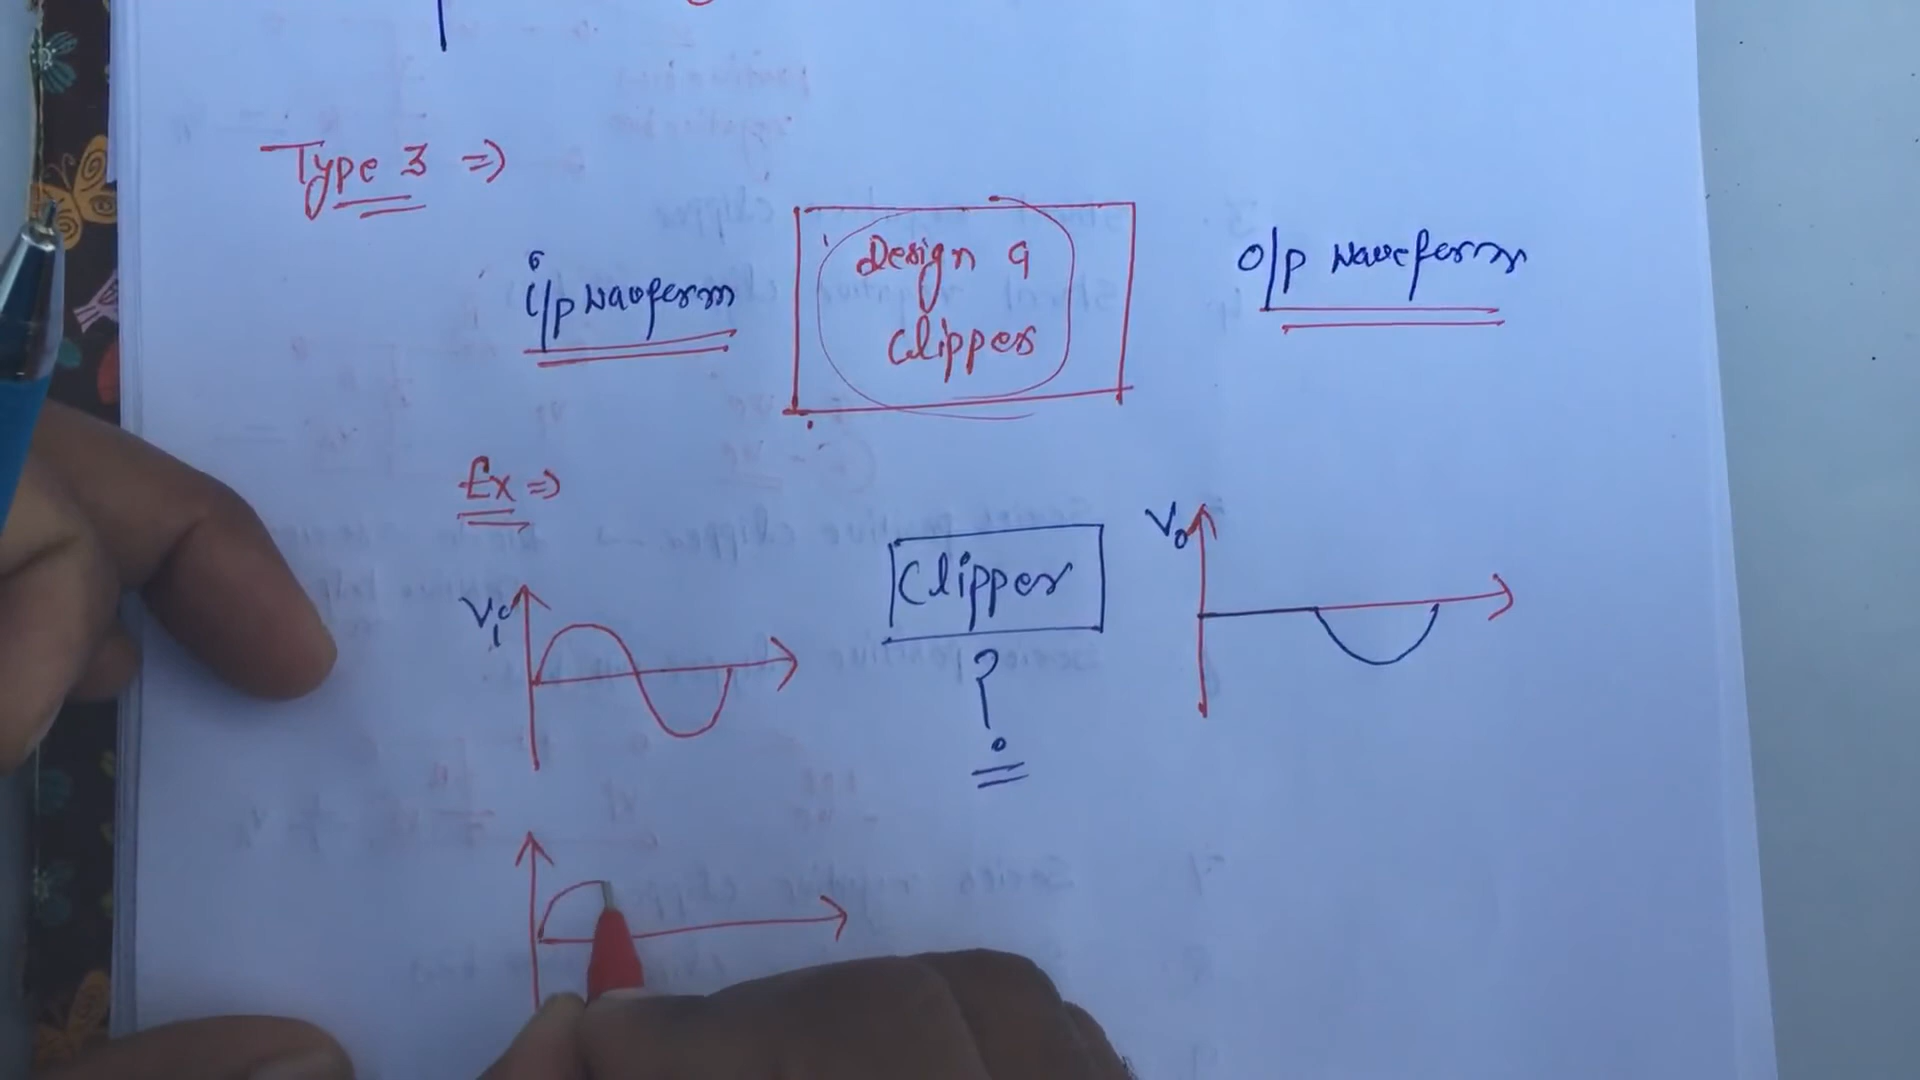 Type 3 =>
i/p waveform
Design a
Clipper
o/p waveform
Ex =>
Vi
Clipper
?
Vo